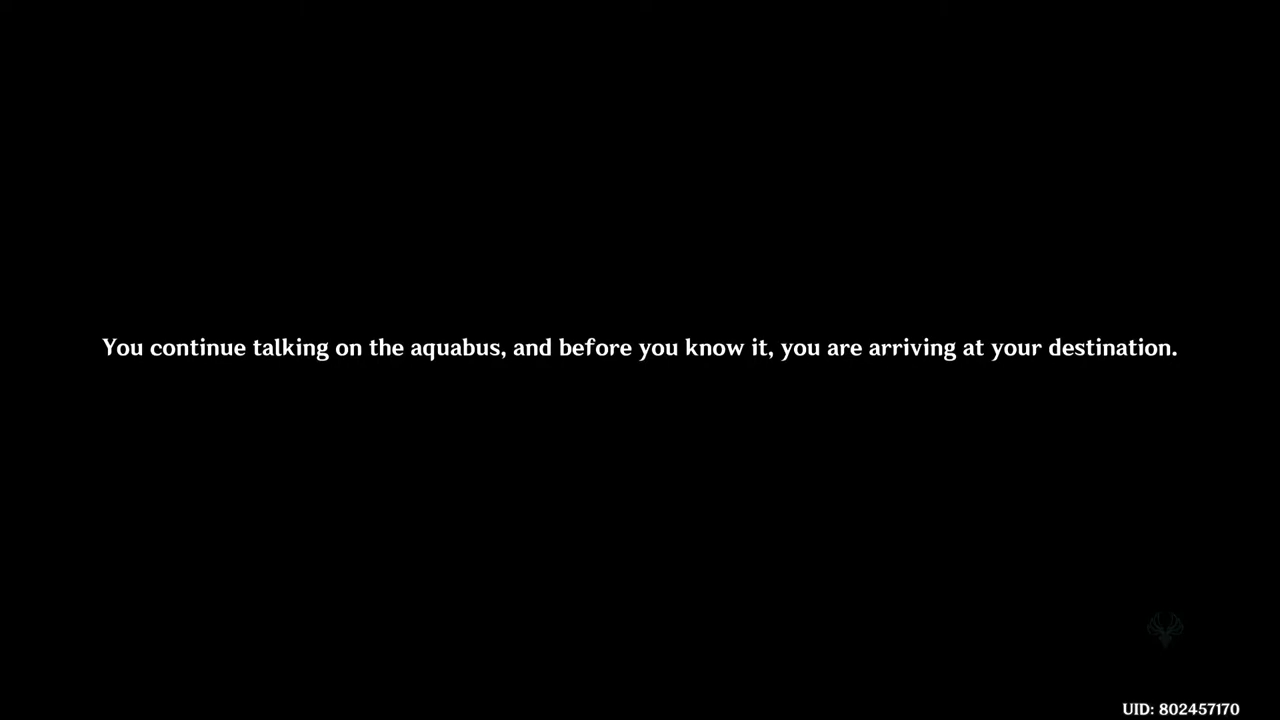 You continue talking on the aquabus, and before you know it, you are arriving at your destination.
UID: 802457170